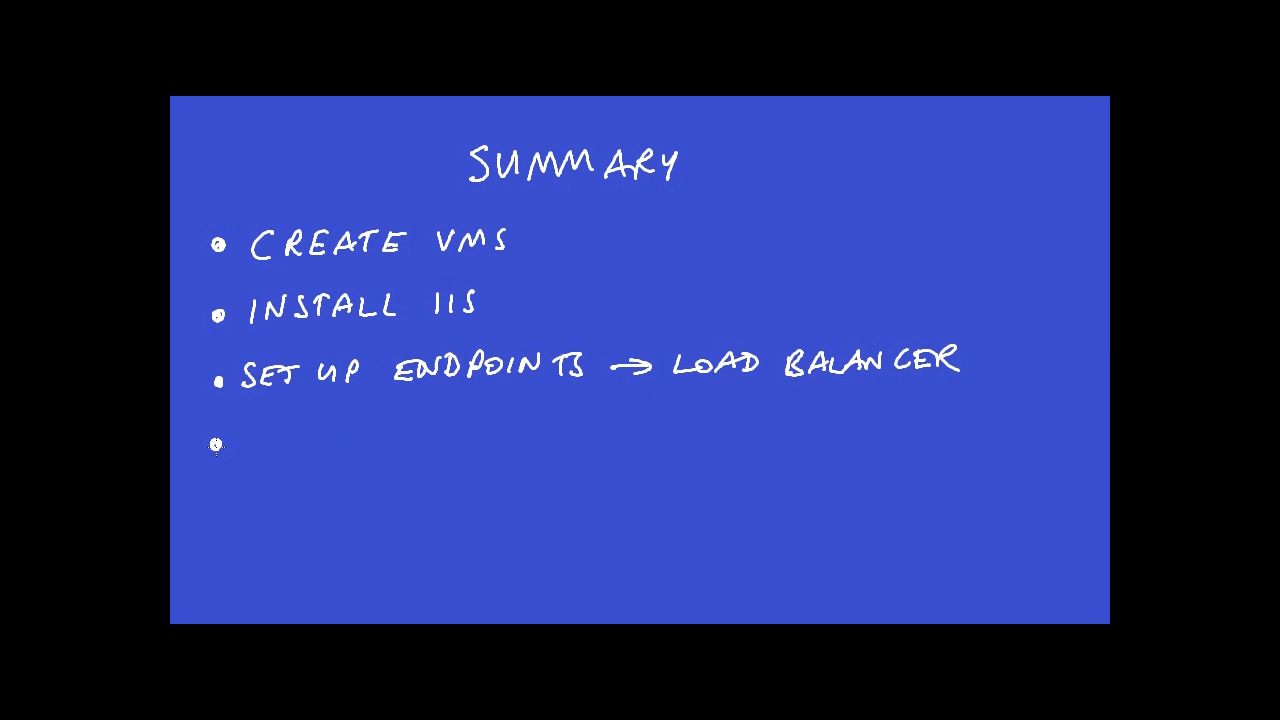 SUMMARY
• CREATE VMS
• INSTALL IIS
• SET UP ENDPOINTS → LOAD BALANCER
•